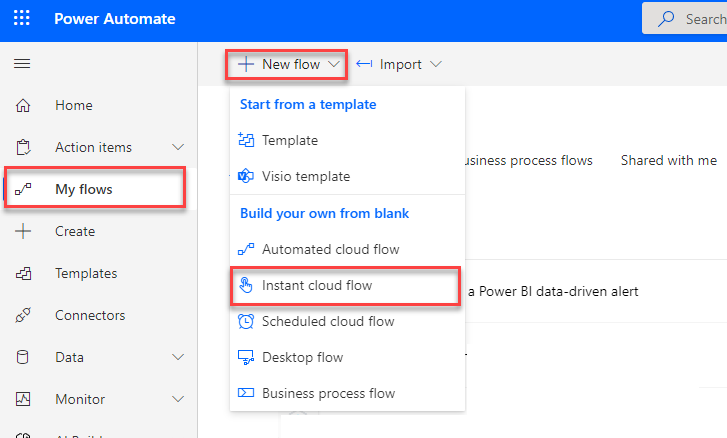 Power Automate
Search
New flow
Import
Home
Start from a template
Action items
Template
My flows
Visio template
usiness process flows
Shared with me
Create
Build your own from blank
Automated cloud flow
Templates
Instant cloud flow
a Power BI data-driven alert
Connectors
Scheduled cloud flow
Data
Desktop flow
Monitor
Business process flow